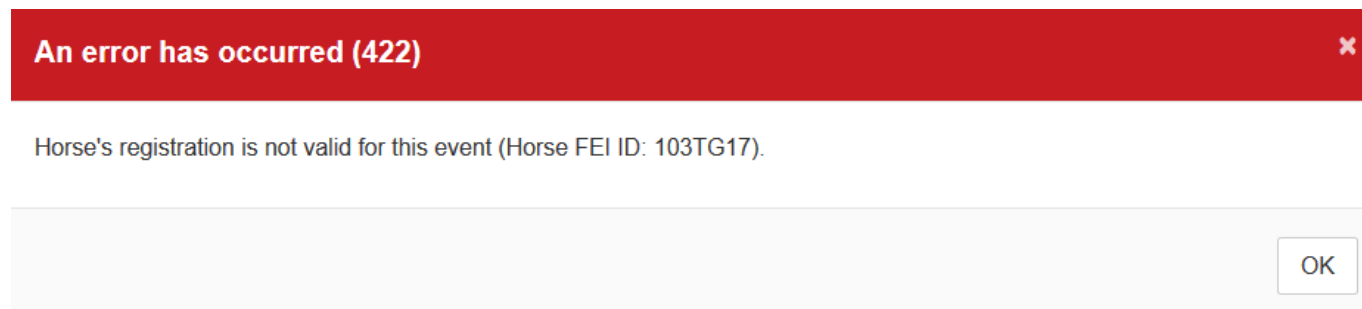 An error has occurred (422)
×
Horse's registration is not valid for this event (Horse FEI ID: 103TG17).
OK